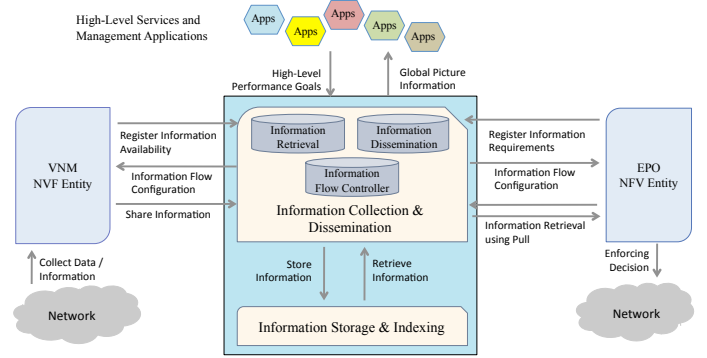 High-Level Services and
Management Applications
Apps
Apps
Apps
Apps
Apps
High-Level
Performance Goals
Global Picture
Information
Information
Retrieval
Information
Dissemination
Information
Flow Controller
Information Collection &
Dissemination
VNM
NVF Entity
Register Information
Availability
Information Flow
Configuration
Share Information
Register Information
Requirements
Information Flow
Configuration
Information Retrieval
using Pull
EPO
NFV Entity
Collect Data /
Information
Network
Store
Information
Retrieve
Information
Enforcing
Decision
Network
Information Storage & Indexing